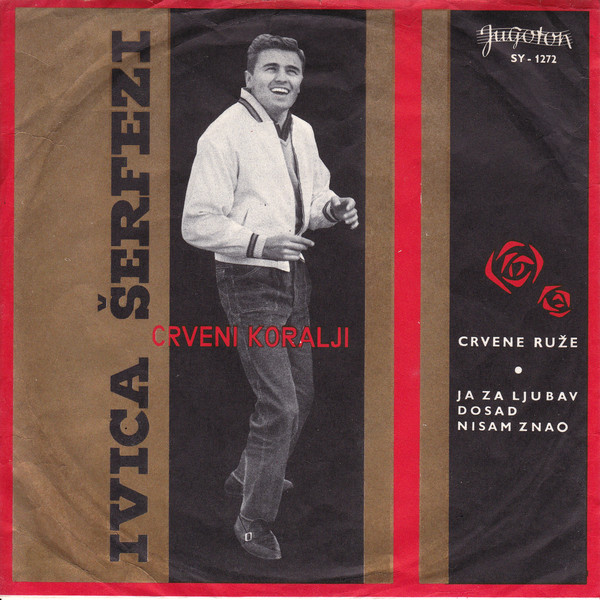 IVICA ŠERFEZI
CRVENI KORALJI
Jugoton
SY - 1272
CRVENE RUŽE
JA ZA LJUBAV
DOSAD
NISAM ZNAO